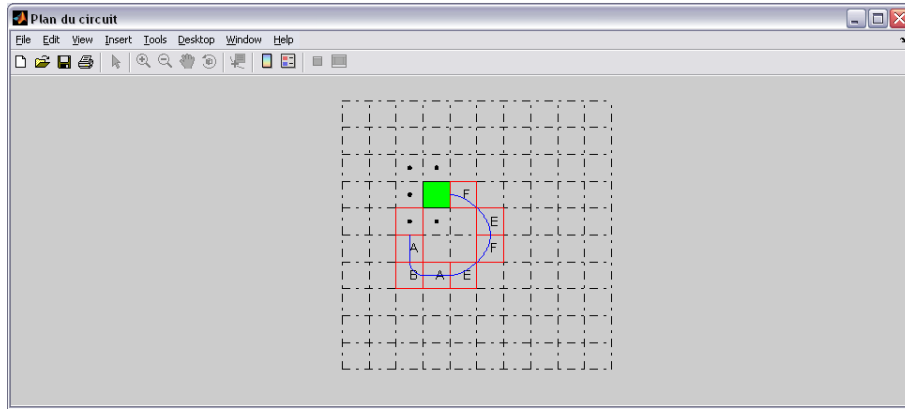 Plan du circuit
File Edit View Insert Tools Desktop Window Help
F
E
A F
B A E